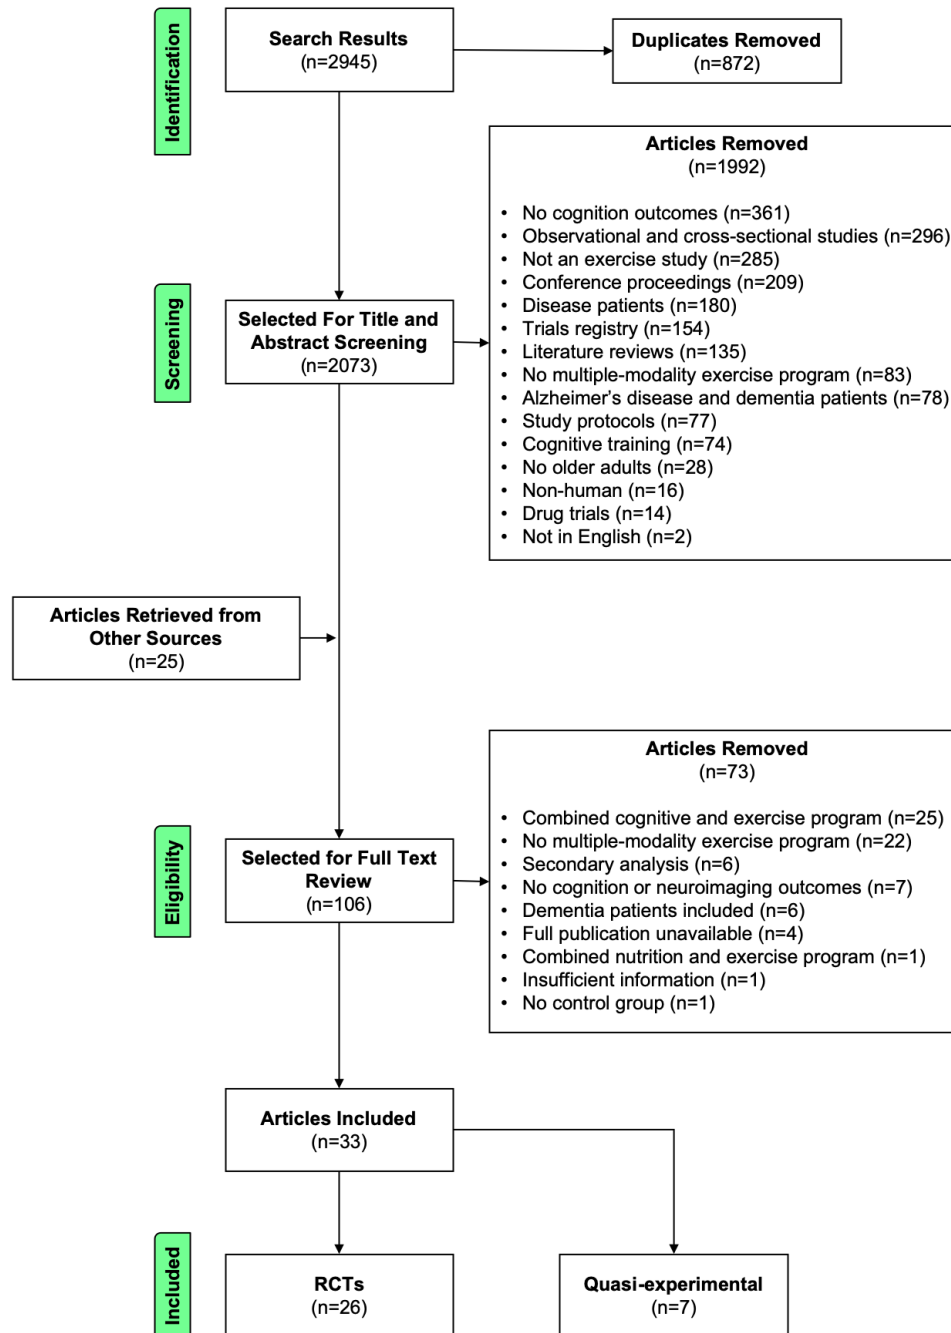 Identification
Search Results
(n=2945)
Duplicates Removed
(n=872)
Articles Removed
(n=1992)
• No cognition outcomes (n=361)
• Observational and cross-sectional studies (n=296)
• Not an exercise study (n=285)
• Conference proceedings (n=209)
• Disease patients (n=180)
• Trials registry (n=154)
• Literature reviews (n=135)
• No multiple-modality exercise program (n=83)
• Alzheimer's disease and dementia patients (n=78)
• Study protocols (n=77)
• Cognitive training (n=74)
• No older adults (n=28)
• Non-human (n=16)
• Drug trials (n=14)
• Not in English (n=2)
Screening
Selected For Title and
Abstract Screening
(n=2073)
Articles Retrieved from
Other Sources
(n=25)
Articles Removed
(n=73)
• Combined cognitive and exercise program (n=25)
• No multiple-modality exercise program (n=22)
• Secondary analysis (n=6)
• No cognition or neuroimaging outcomes (n=7)
• Dementia patients included (n=6)
• Full publication unavailable (n=4)
• Combined nutrition and exercise program (n=1)
• Insufficient information (n=1)
• No control group (n=1)
Eligibility
Selected for Full Text
Review
(n=106)
Articles Included
(n=33)
Included
RCTs
(n=26)
Quasi-experimental
(n=7)